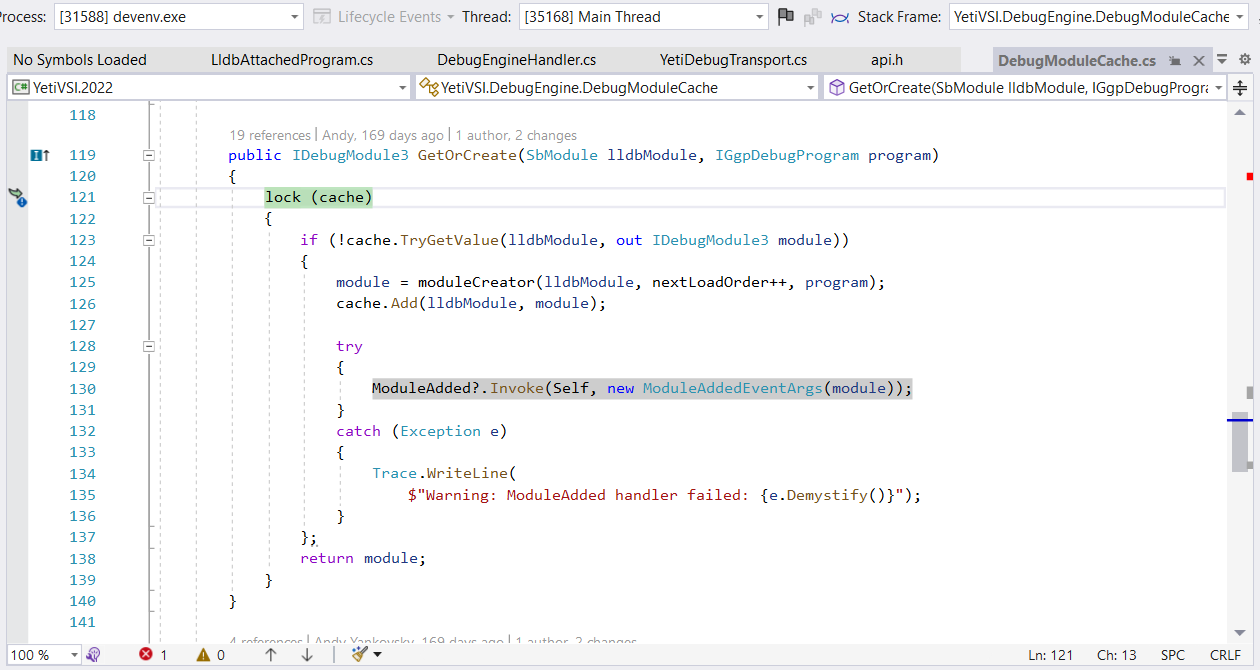 rocess: [31588] devenv.exe Lifecycle Events Thread: [35168] Main Thread Stack Frame: YetiVSI.DebugEngine.DebugModuleCache
No Symbols Loaded LldbAttachedProgram.cs DebugEngineHandler.cs YetiDebugTransport.cs api.h DebugModuleCache.cs
C# YetiVSI.2022 YetiVSI.DebugEngine.DebugModuleCache GetOrCreate(SbModule lldbModule, IGgpDebugProgra
118
19 references | Andy, 169 days ago | 1 author, 2 changes
119 public IDebugModule3 GetOrCreate(SbModule lldbModule, IGgpDebugProgram program)
120 {
121 lock (cache)
122 {
123 if (!cache.TryGetValue(lldbModule, out IDebugModule3 module))
124 {
125 module = moduleCreator(lldbModule, nextLoadOrder++, program);
126 cache.Add(lldbModule, module);
127
128 try
129 {
130 ModuleAdded?.Invoke(Self, new ModuleAddedEventArgs(module));
131 }
132 catch (Exception e)
133 {
134 Trace.WriteLine(
135 $"Warning: ModuleAdded handler failed: {e.Demystify()}");
136 }
137 };
138 return module;
139 }
140 }
141
4 references | Andy Yankovsky, 169 days ago | 1 author, 2 changes
100 % 1 0 Ln: 121 Ch: 13 SPC CRLF